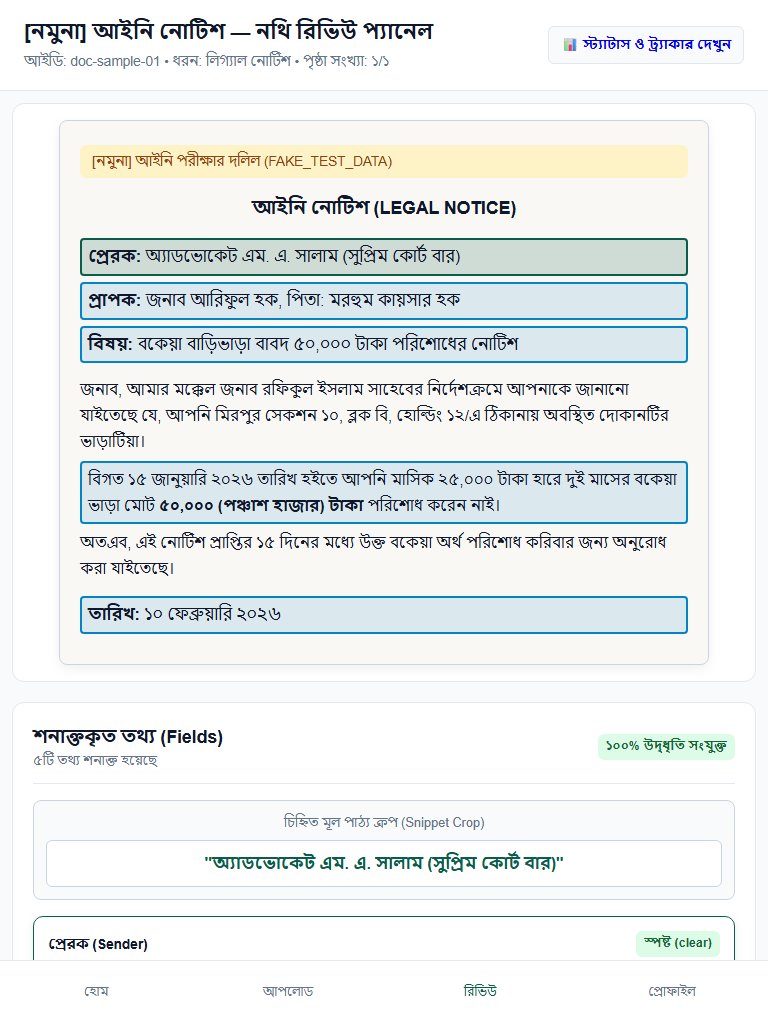 [নমুনা] আইনি নোটিশ — নথি রিভিউ প্যানেল
আইডি: doc-sample-01 • ধরন: লিগ্যাল নোটিশ • পৃষ্ঠা সংখ্যা: ১/১
📊 স্ট্যাটাস ও ট্র্যাকার দেখুন
[নমুনা] আইনি পরীক্ষার দলিল (FAKE_TEST_DATA)
আইনি নোটিশ (LEGAL NOTICE)
প্রেরক: অ্যাডভোকেট এম. এ. সালাম (সুপ্রিম কোর্ট বার)
প্রাপক: জনাব আরিফুল হক, পিতা: মরহুম কায়সার হক
বিষয়: বকেয়া বাড়িভাড়া বাবদ ৫০,০০০ টাকা পরিশোধের নোটিশ
জনাব, আমার মক্কেল জনাব রফিকুল ইসলাম সাহেবের নির্দেশক্রমে আপনাকে জানানো
যাইতেছে যে, আপনি মিরপুর সেকশন ১০, ব্লক বি, হোল্ডিং ১২/এ ঠিকানায় অবস্থিত দোকানটির
ভাড়াটিয়া।
বিগত ১৫ জানুয়ারি ২০২৬ তারিখ হইতে আপনি মাসিক ২৫,০০০ টাকা হারে দুই মাসের বকেয়া
ভাড়া মোট ৫০,০০০ (পঞ্চাশ হাজার) টাকা পরিশোধ করেন নাই।
অতএব, এই নোটিশ প্রাপ্তির ১৫ দিনের মধ্যে উক্ত বকেয়া অর্থ পরিশোধ করিবার জন্য অনুরোধ
করা যাইতেছে।
তারিখ: ১০ ফেব্রুয়ারি ২০২৬
শনাক্তকৃত তথ্য (Fields)
৫টি তথ্য শনাক্ত হয়েছে
১০০% উদ্ধৃতি সংযুক্ত
চিহ্নিত মূল পাঠ্য ক্রপ (Snippet Crop)
"অ্যাডভোকেট এম. এ. সালাম (সুপ্রিম কোর্ট বার)"
প্রেরক (Sender)
স্পষ্ট (clear)
হোম
আপলোড
রিভিউ
প্রোফাইল